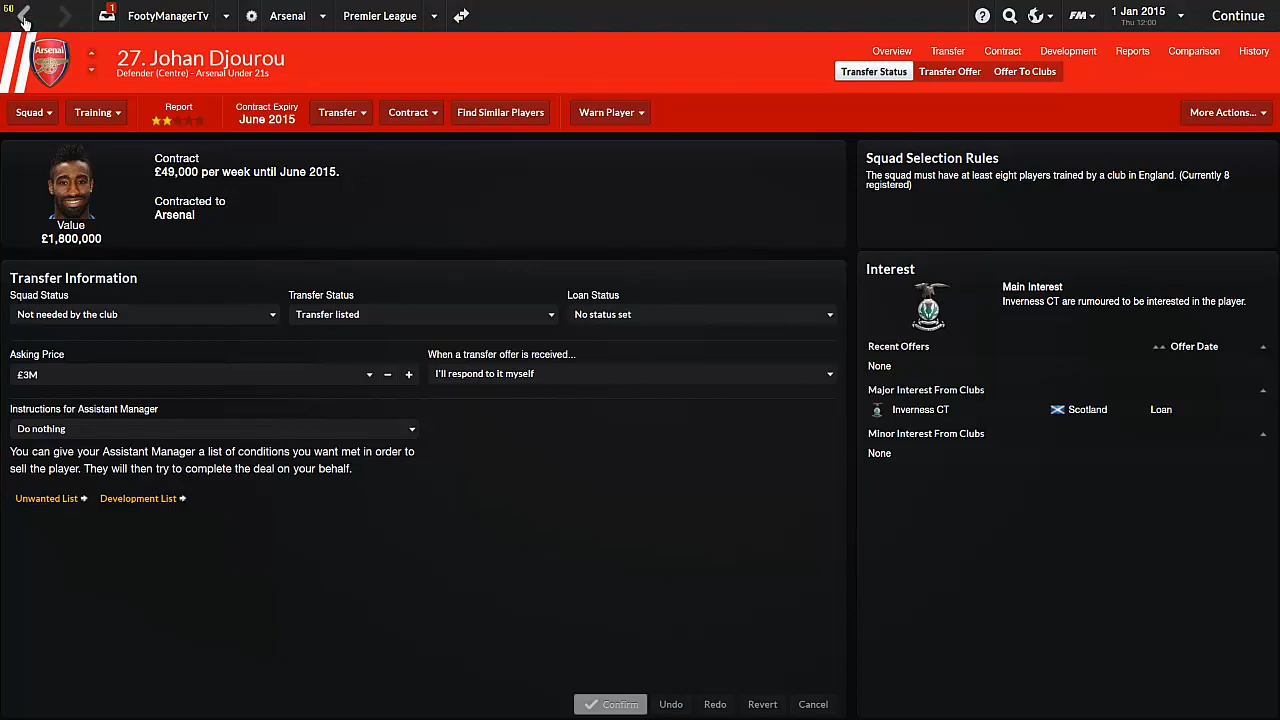 60
1
FootyManagerTv
Arsenal
Premier League
FM
1 Jan 2015
Thu 12:00
Continue
Arsenal
27. Johan Djourou
Defender (Centre) - Arsenal Under 21s
Overview
Transfer
Contract
Development
Reports
Comparison
History
Transfer Status
Transfer Offer
Offer To Clubs
Squad
Training
Report
Contract Expiry
June 2015
Transfer
Contract
Find Similar Players
Warn Player
More Actions...
Value
£1,800,000
Contract
£49,000 per week until June 2015.
Contracted to
Arsenal
Squad Selection Rules
The squad must have at least eight players trained by a club in England. (Currently 8
registered)
Transfer Information
Squad Status
Not needed by the club
Transfer Status
Transfer listed
Loan Status
No status set
Asking Price
£3M
When a transfer offer is received...
I'll respond to it myself
Instructions for Assistant Manager
Do nothing
You can give your Assistant Manager a list of conditions you want met in order to
sell the player. They will then try to complete the deal on your behalf.
Unwanted List
Development List
Interest
Main Interest
Inverness CT are rumoured to be interested in the player.
Recent Offers
Offer Date
None
Major Interest From Clubs
Inverness CT
Scotland
Loan
Minor Interest From Clubs
None
Confirm
Undo
Redo
Revert
Cancel